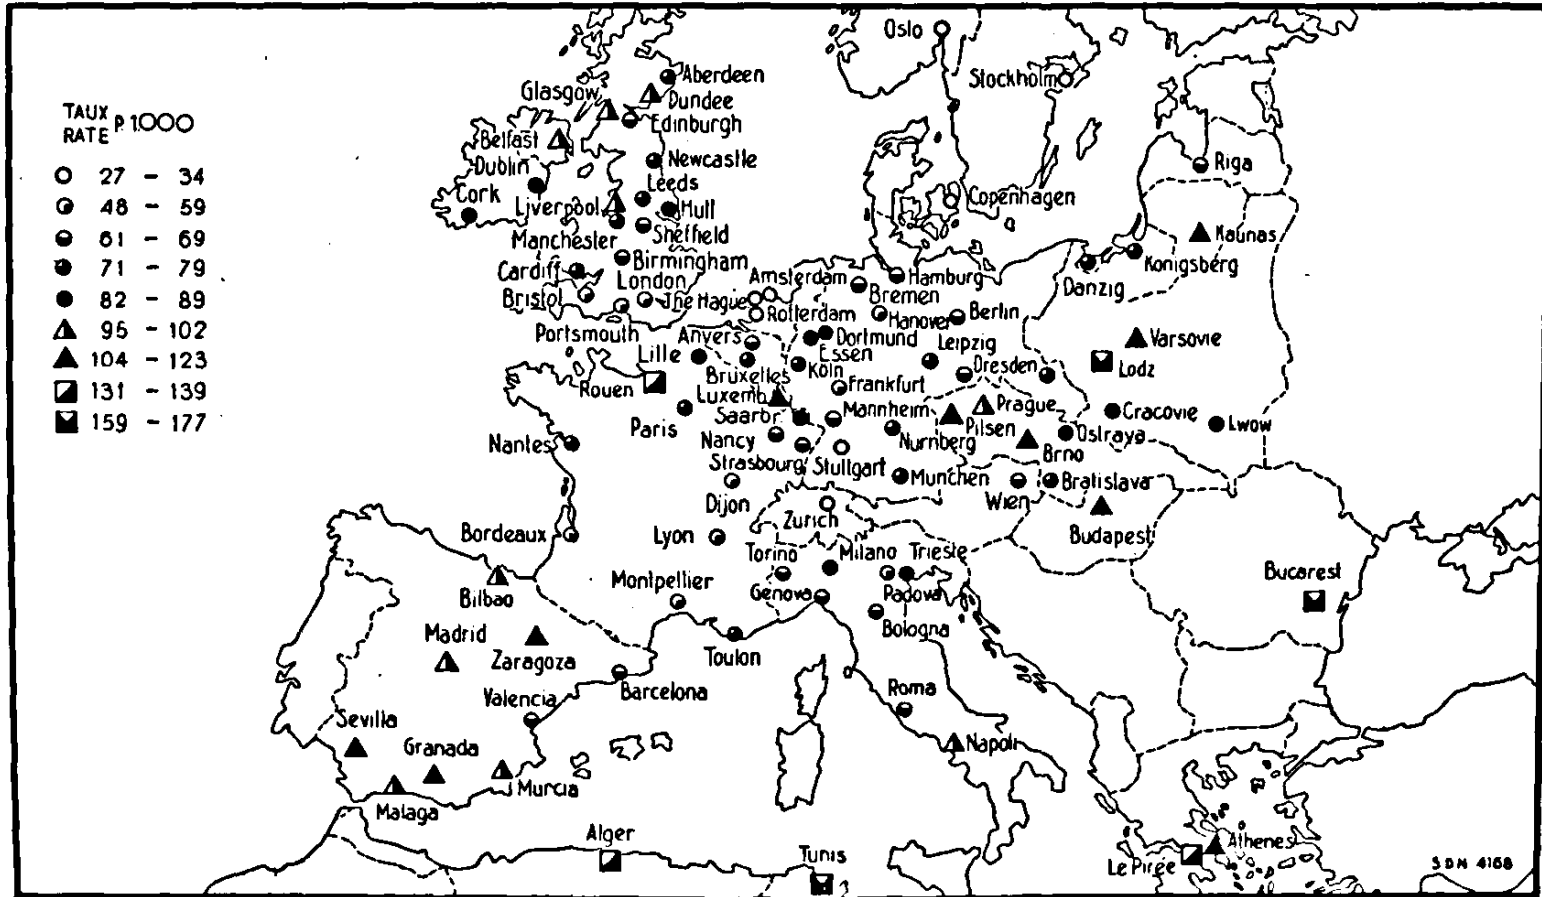 TAUX
RATE P. 1.000
27 - 34
48 - 59
61 - 69
71 - 79
82 - 89
95 - 102
104 - 123
131 - 139
159 - 177
Oslo
Stockholm
Aberdeen
Glasgow
Dundee
Edinburgh
Belfast
Dublin
Newcastle
Riga
Leeds
Cork
Liverpool
Hull
Copenhagen
Manchester
Sheffield
Kaunas
Cardiff
Birmingham
Konigsberg
Danzig
London
Amsterdam
Hamburg
Bremen
Bristol
The Hague
Rotterdam
Hanover
Berlin
Portsmouth
Anvers
Dortmund
Varsovie
Lille
Essen
Leipzig
Lodz
Bruxelles
Köln
Dresden
Rouen
Luxemb.
Frankfurt
Paris
Saarbr.
Mannheim
Prague
Cracovie
Pilsen
Lwow
Nantes
Nancy
Nurnberg
Brno
Ostraya
Strasbourg
Stuttgart
Munchen
Wien
Bratislava
Dijon
Zurich
Budapest
Bordeaux
Lyon
Torino
Milano
Trieste
Bucarest
Bilbao
Montpellier
Genova
Padova
Bologna
Madrid
Zaragoza
Toulon
Valencia
Barcelona
Roma
Sevilla
Granada
Napoli
Malaga
Murcia
Alger
Tunis
Le Pirée
Athenes
SDN 4168